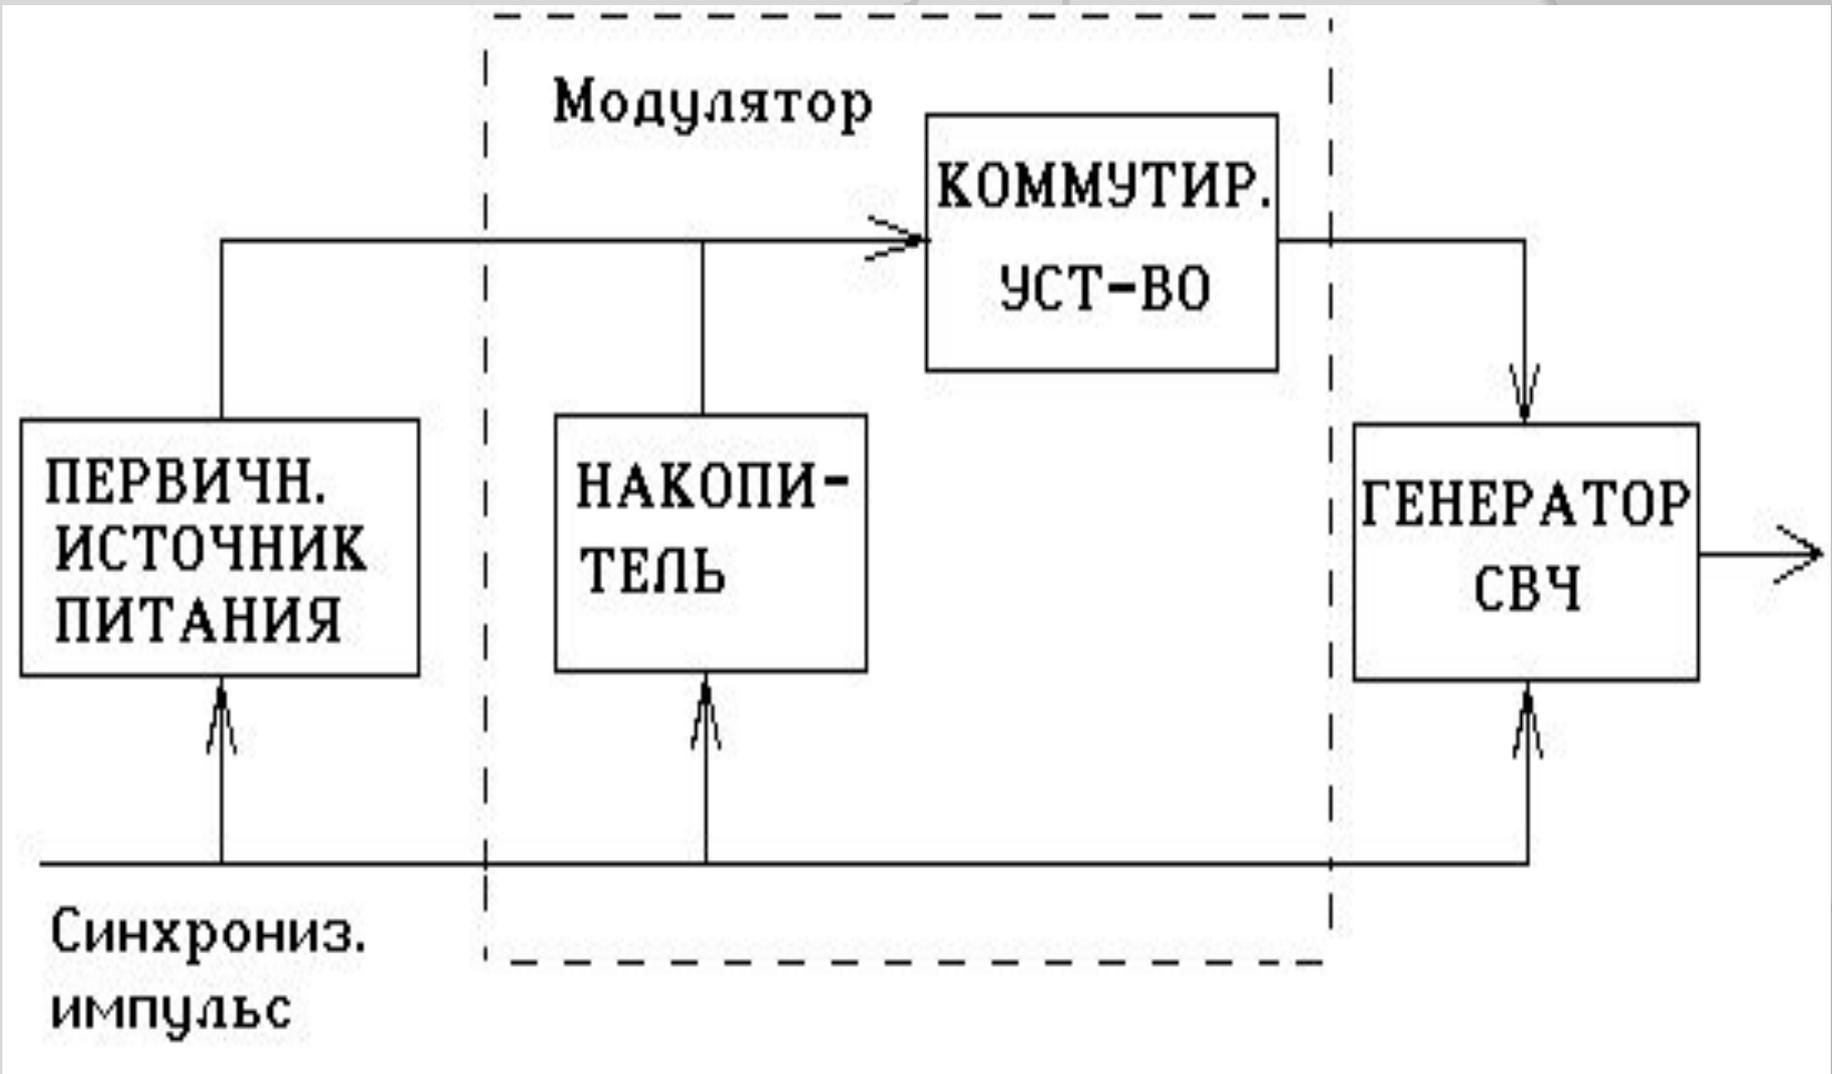 Модулятор
КОММУТИР.
УСТ-ВО
ПЕРВИЧН.
ИСТОЧНИК
ПИТАНИЯ
НАКОПИ-
ТЕЛЬ
ГЕНЕРАТОР
СВЧ
Синхрониз.
импульс